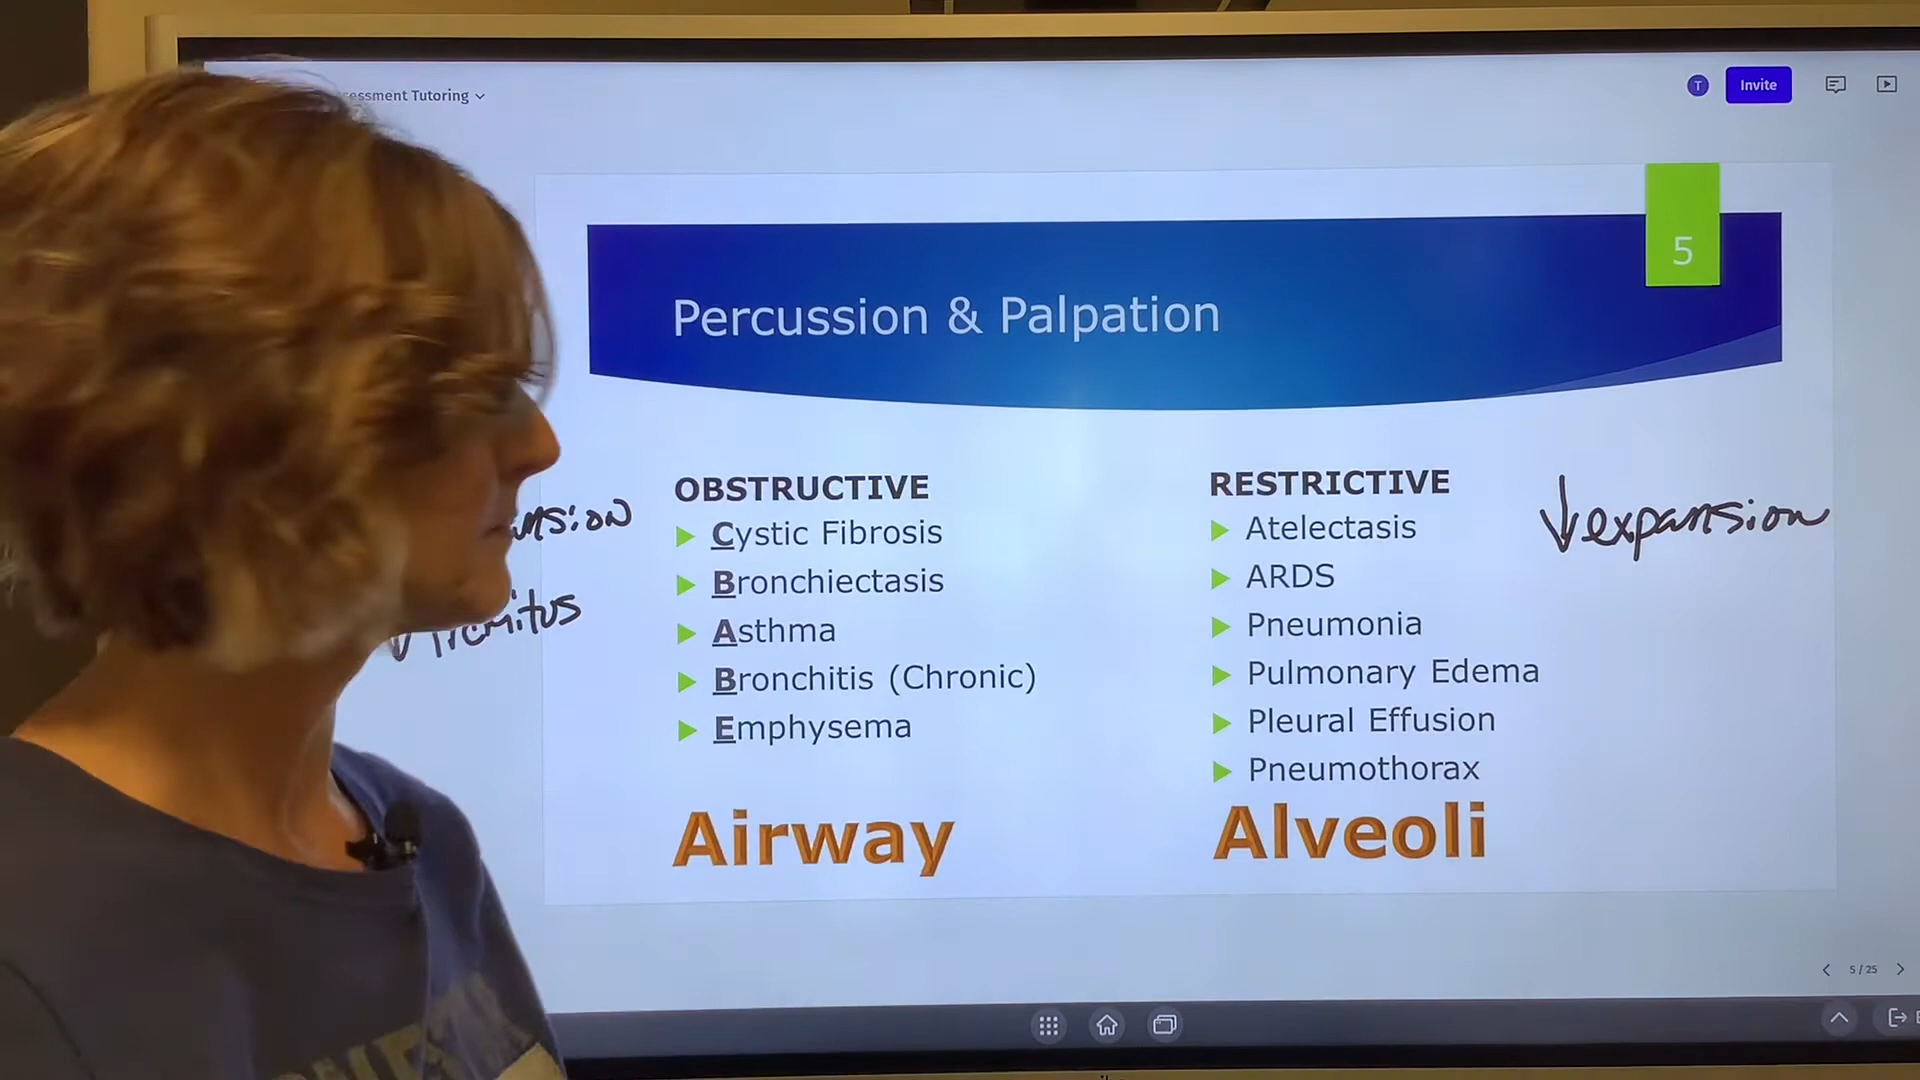 Tutoring
T
Invite
5
Percussion & Palpation
OBSTRUCTIVE
Cystic Fibrosis
Bronchiectasis
Asthma
Bronchitis (Chronic)
Emphysema
Airway
RESTRICTIVE
Atelectasis
ARDS
Pneumonia
Pulmonary Edema
Pleural Effusion
Pneumothorax
Alveoli
↓ expansion
5 / 25